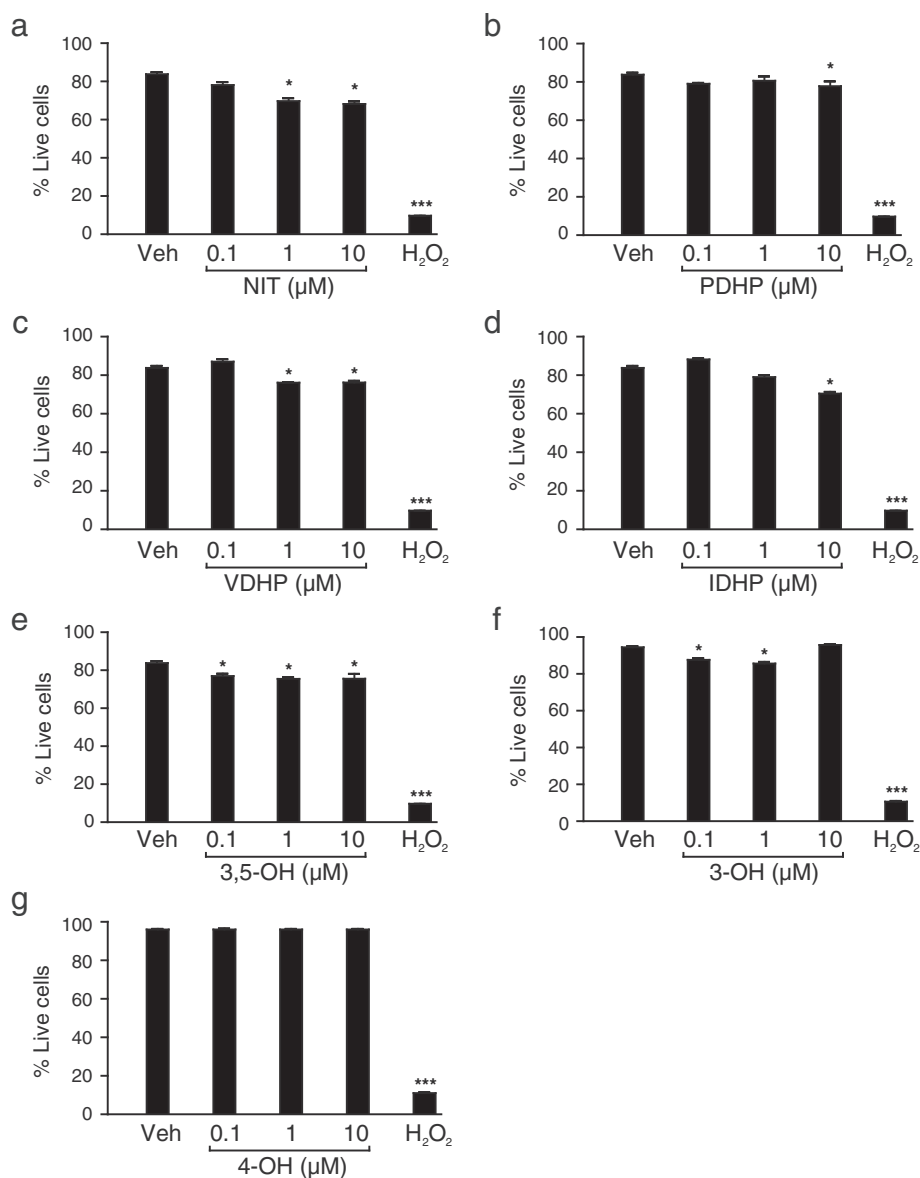 a
100
80
60
40
20
0
% Live cells
*
*
***
Veh 0.1 1 10 H₂O₂
NIT (µM)
b
100
80
60
40
20
0
% Live cells
*
***
Veh 0.1 1 10 H₂O₂
PDHP (µM)
c
100
80
60
40
20
0
% Live cells
*
*
***
Veh 0.1 1 10 H₂O₂
VDHP (µM)
d
100
80
60
40
20
0
% Live cells
*
***
Veh 0.1 1 10 H₂O₂
IDHP (µM)
e
100
80
60
40
20
0
% Live cells
*
*
*
***
Veh 0.1 1 10 H₂O₂
3,5-OH (µM)
f
100
80
60
40
20
0
% Live cells
*
*
***
Veh 0.1 1 10 H₂O₂
3-OH (µM)
g
100
80
60
40
20
0
% Live cells
***
Veh 0.1 1 10 H₂O₂
4-OH (µM)